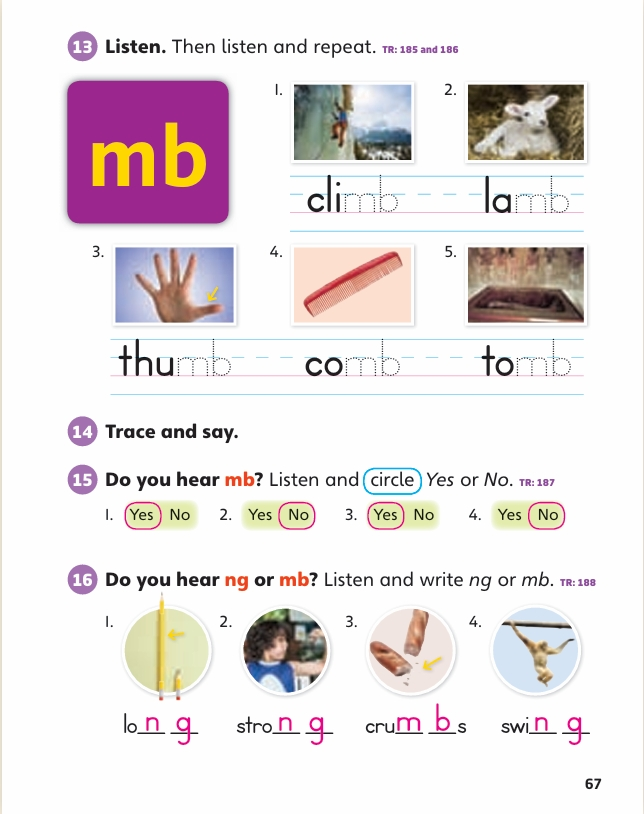 13 Listen. Then listen and repeat. TR: 185 and 186
mb
1.
2.
climb
lamb
3.
4.
5.
thumb
comb
tomb
14 Trace and say.
15 Do you hear mb? Listen and circle Yes or No. TR: 187
1. Yes No 2. Yes No 3. Yes No 4. Yes No
16 Do you hear ng or mb? Listen and write ng or mb. TR: 188
1.
2.
3.
4.
long
strong
crumbs
swing
67